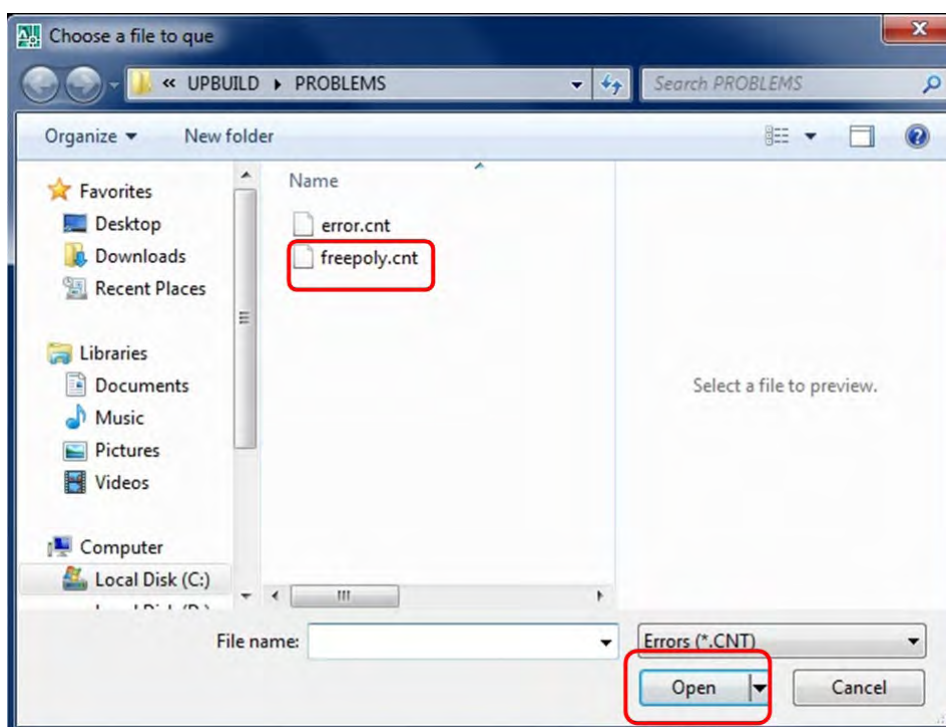 Choose a file to que
« UPBUILD ▸ PROBLEMS
Search PROBLEMS
Organize
New folder
Favorites
Desktop
Downloads
Recent Places
Libraries
Documents
Music
Pictures
Videos
Computer
Local Disk (C:)
Name
error.cnt
freepoly.cnt
Select a file to preview.
File name:
Errors (*.CNT)
Open
Cancel